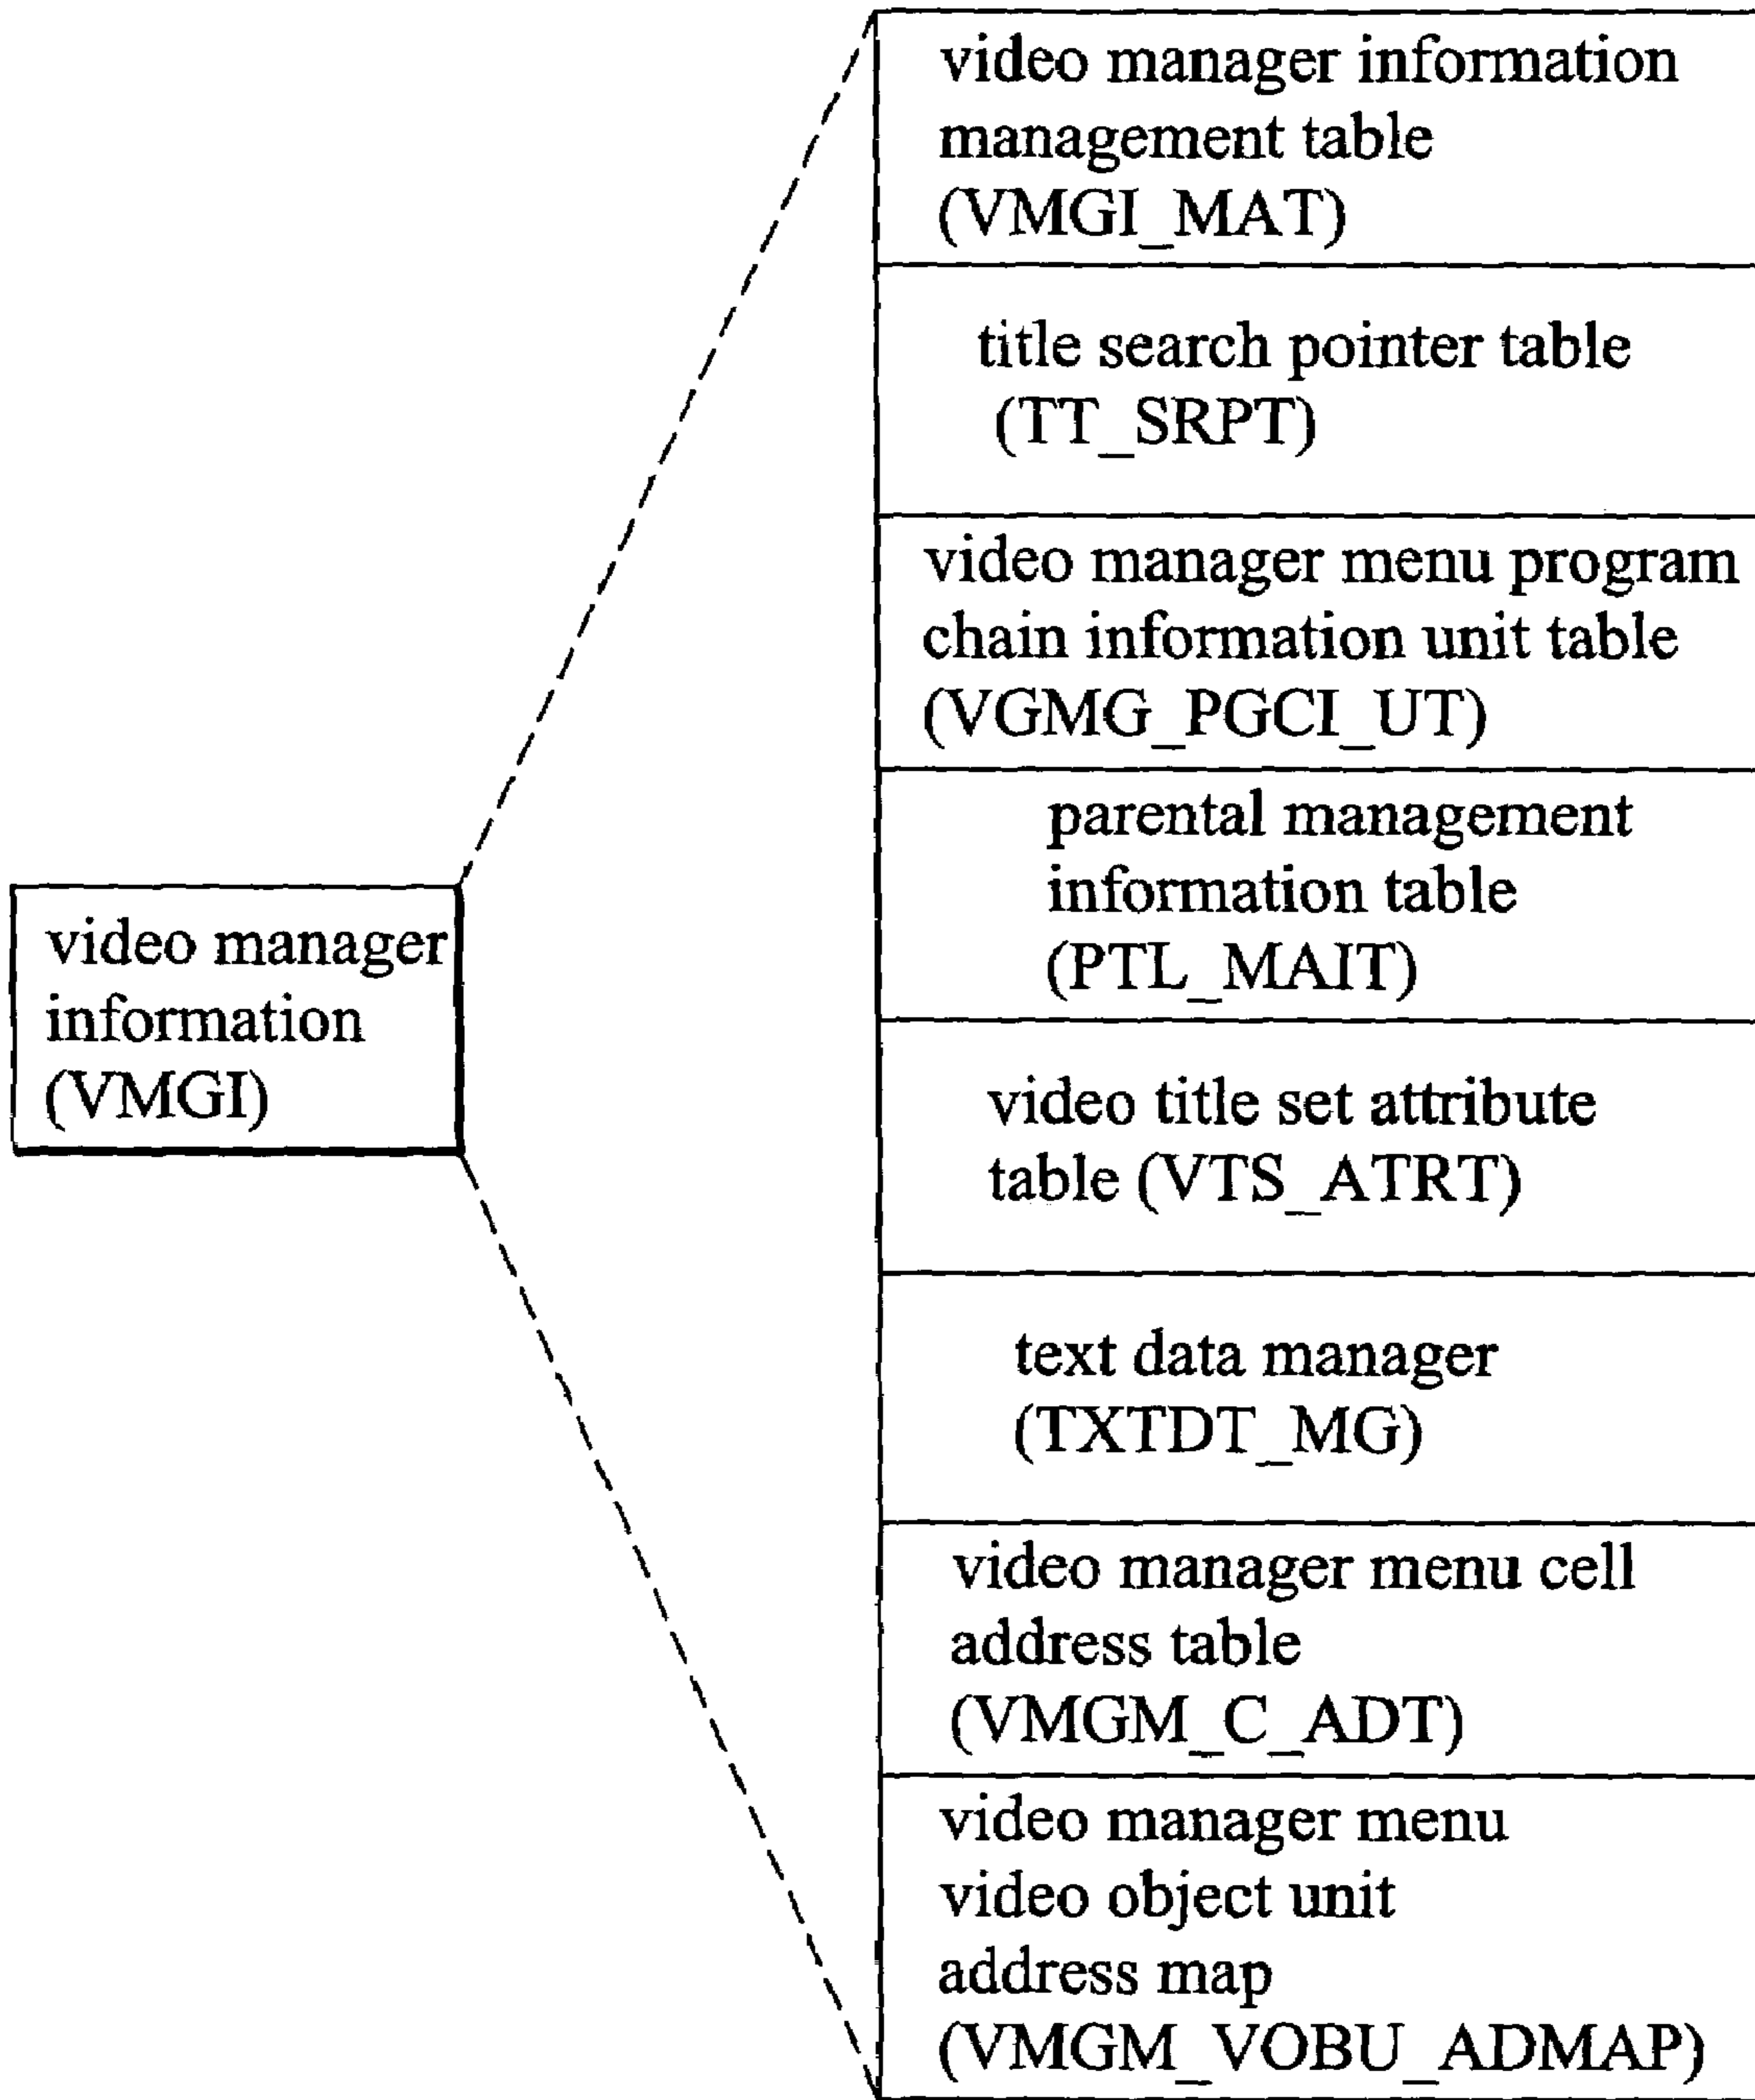 video manager information
management table
(VMGI_MAT)
title search pointer table
(TT_SRPT)
video manager menu program
chain information unit table
(VGMG_PGCI_UT)
parental management
information table
(PTL_MAIT)
video manager
information
(VMGI)
video title set attribute
table (VTS_ATRT)
text data manager
(TXTDT_MG)
video manager menu cell
address table
(VMGM_C_ADT)
video manager menu
video object unit
address map
(VMGM_VOBU_ADMAP)